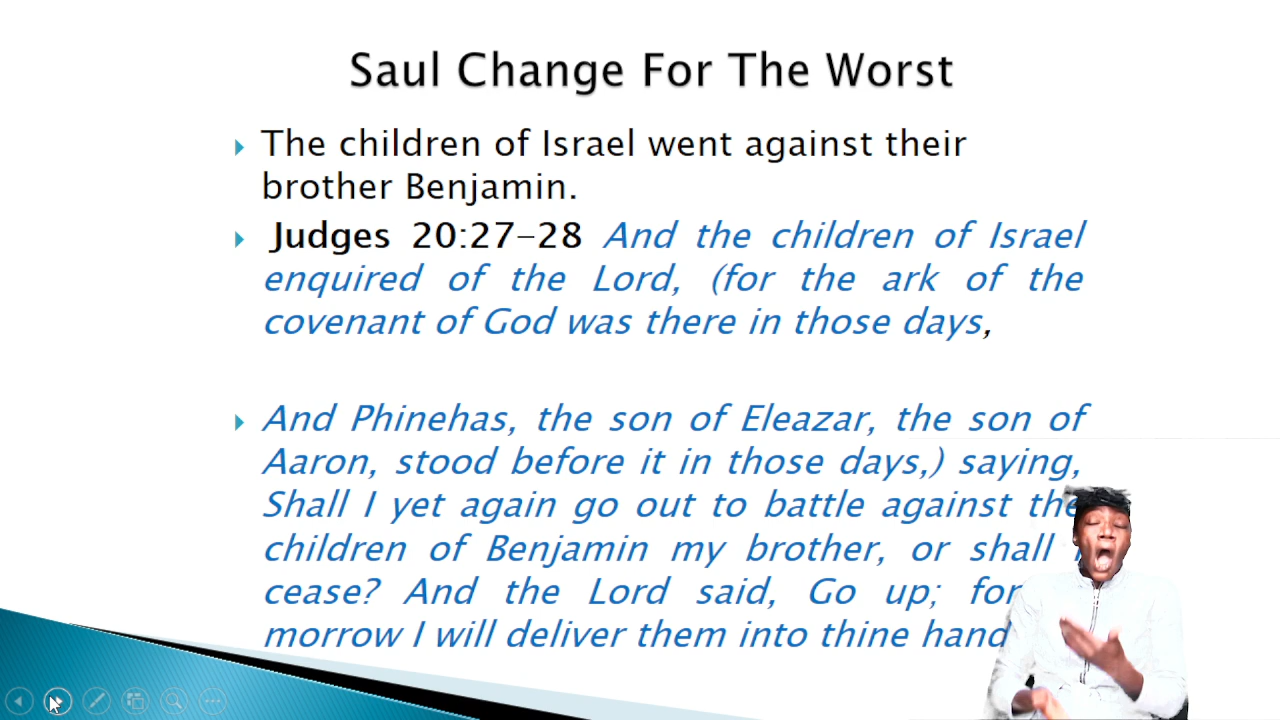 Saul Change For The Worst
The children of Israel went against their
brother Benjamin.
Judges 20:27-28 And the children of Israel
enquired of the Lord, (for the ark of the
covenant of God was there in those days,
And Phinehas, the son of Eleazar, the son of
Aaron, stood before it in those days,) saying,
Shall I yet again go out to battle against the
children of Benjamin my brother, or shall
cease? And the Lord said, Go up; for
morrow I will deliver them into thine hand